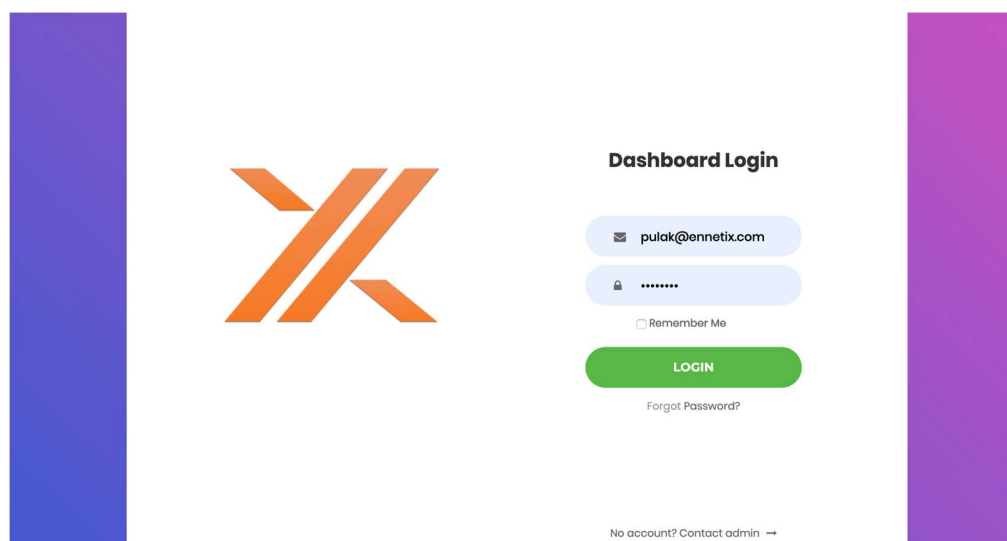 Dashboard Login
pulak@ennetix.com
••••••••
Remember Me
LOGIN
Forgot Password?
No account? Contact admin →